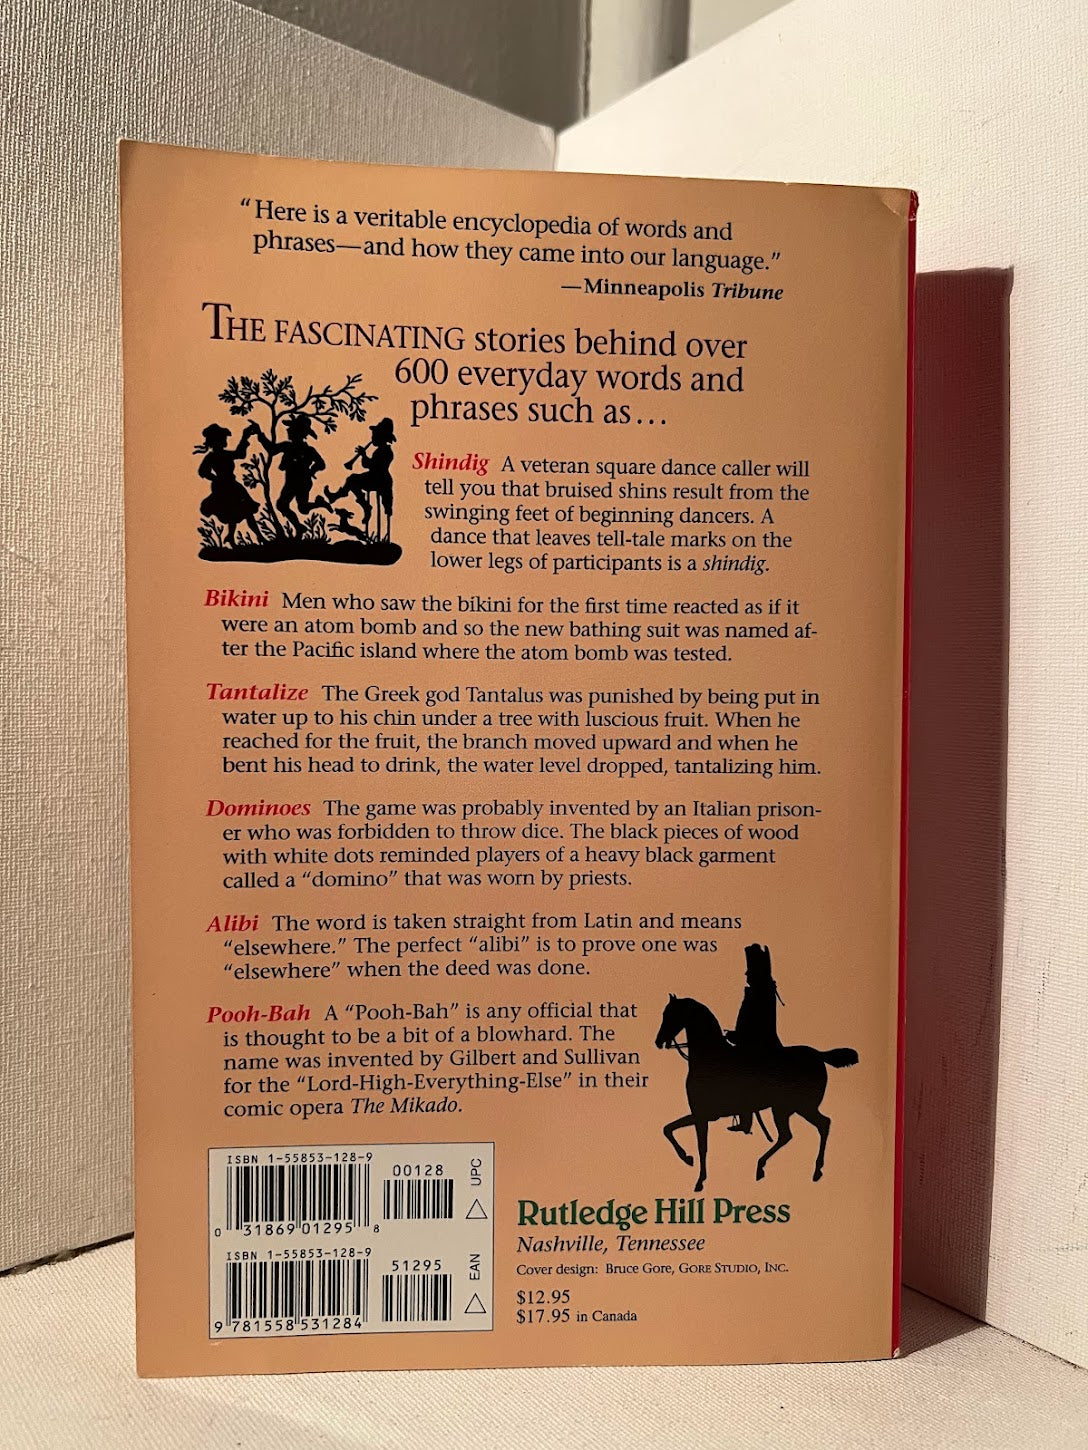 “Here is a veritable encyclopedia of words and
phrases—and how they came into our language.”
—Minneapolis Tribune
THE FASCINATING stories behind over
600 everyday words and
phrases such as...
Shindig A veteran square dance caller will
tell you that bruised shins result from the
swinging feet of beginning dancers. A
dance that leaves tell-tale marks on the
lower legs of participants is a shindig.
Bikini Men who saw the bikini for the first time reacted as if it
were an atom bomb and so the new bathing suit was named af-
ter the Pacific island where the atom bomb was tested.
Tantalize The Greek god Tantalus was punished by being put in
water up to his chin under a tree with luscious fruit. When he
reached for the fruit, the branch moved upward and when he
bent his head to drink, the water level dropped, tantalizing him.
Dominoes The game was probably invented by an Italian prison-
er who was forbidden to throw dice. The black pieces of wood
with white dots reminded players of a heavy black garment
called a “domino” that was worn by priests.
Alibi The word is taken straight from Latin and means
“elsewhere.” The perfect “alibi” is to prove one was
“elsewhere” when the deed was done.
Pooh-Bah A “Pooh-Bah” is any official that
is thought to be a bit of a blowhard. The
name was invented by Gilbert and Sullivan
for the “Lord-High-Everything-Else” in their
comic opera The Mikado.
ISBN 1-55853-128-9
00128
UPC
0 31869 01295 8
ISBN 1-55853-128-9
51295
EAN
9 781558 531284
Rutledge Hill Press
Nashville, Tennessee
Cover design: Bruce Gore, GORE STUDIO, INC.
$12.95
$17.95 in Canada